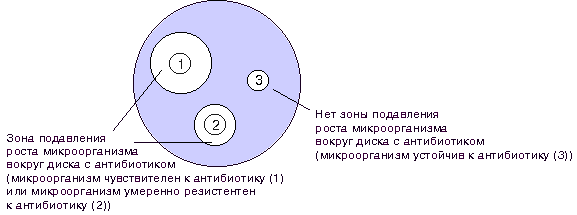 1
3
2
Зона подавления
роста микроорганизма
вокруг диска с антибиотиком
(микроорганизм чувствителен к антибиотику (1)
или микроорганизм умеренно резистентен
к антибиотику (2))
Нет зоны подавления
роста микроорганизма
вокруг диска с антибиотиком
(микроорганизм устойчив к антибиотику (3))